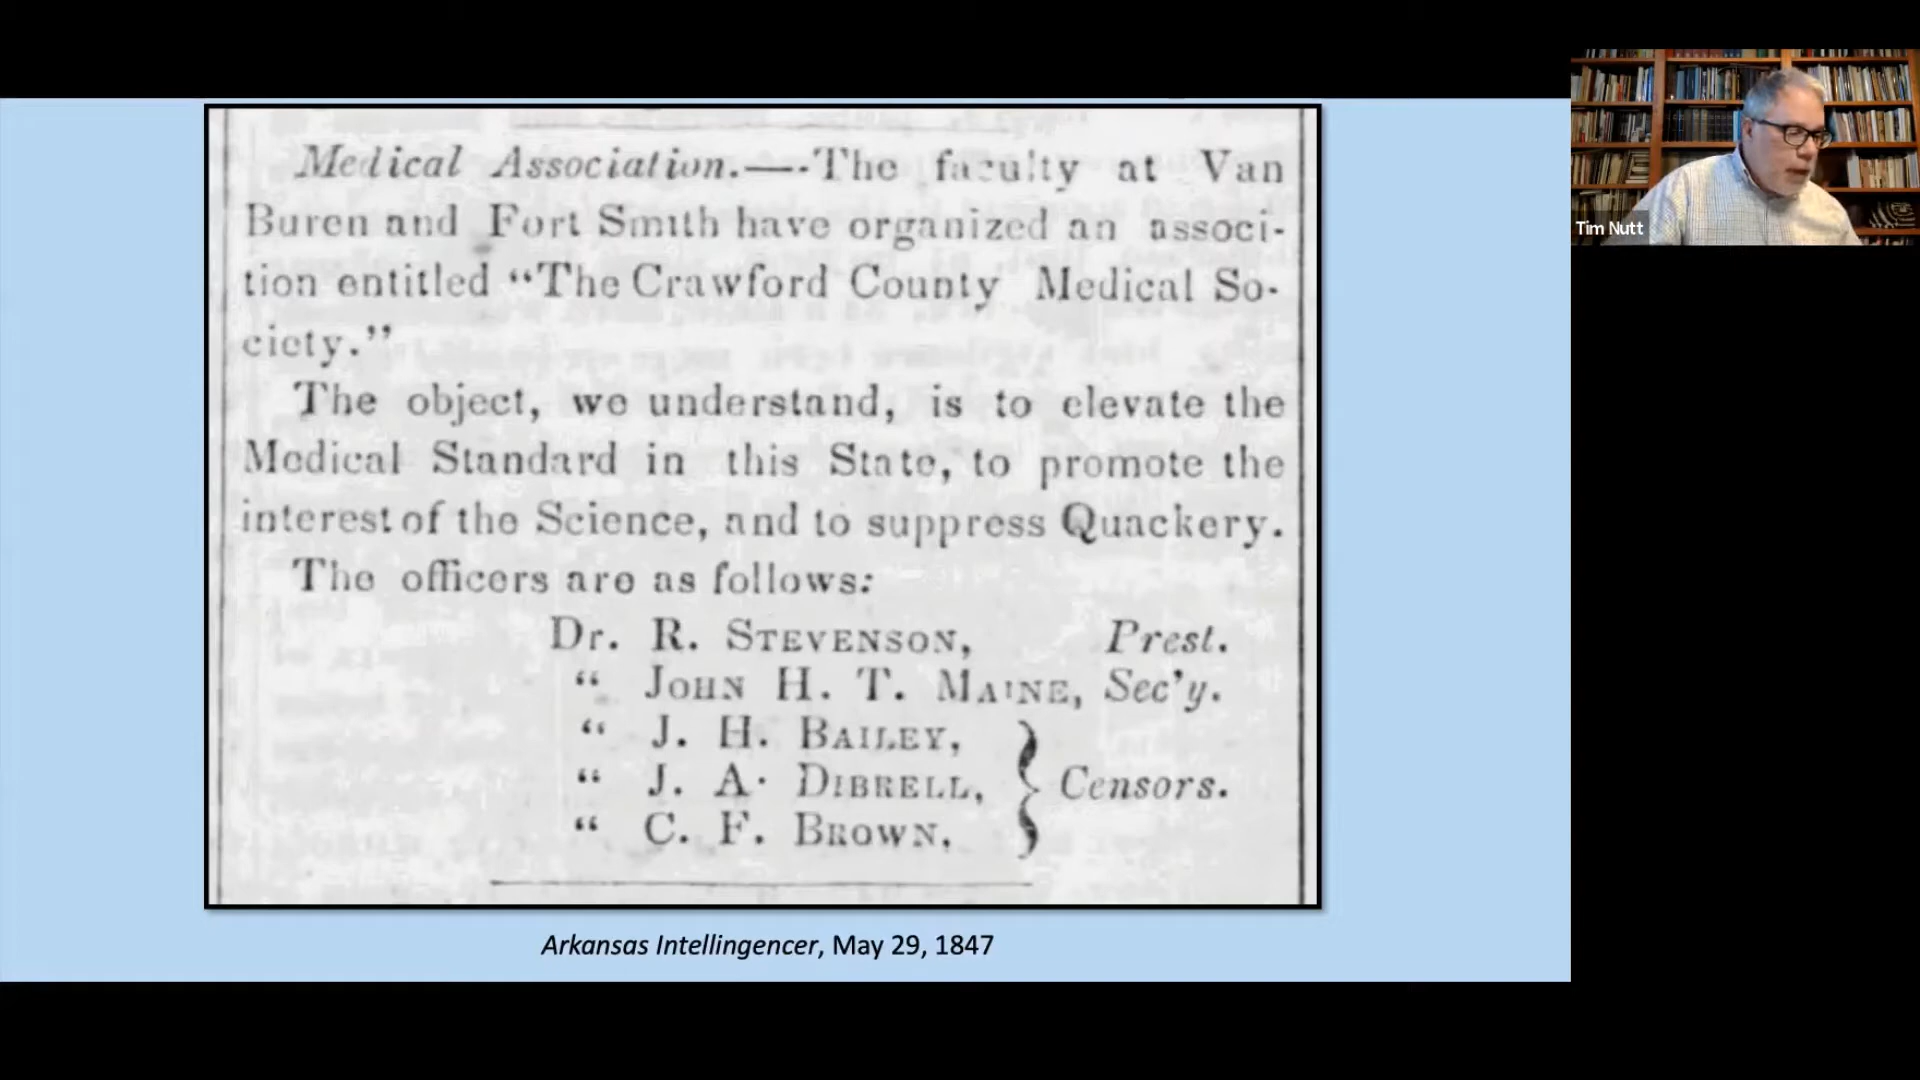 Medical Association.—-The faculty at Van
Buren and Fort Smith have organized an associ-
tion entitled “The Crawford County Medical So-
ciety.”
The object, we understand, is to elevate the
Medical Standard in this State, to promote the
interest of the Science, and to suppress Quackery.
The officers are as follows:
Dr. R. STEVENSON, Prest.
“ JOHN H. T. MAINE, Sec’y.
“ J. H. BAILEY,
“ J. A. DIBRELL, } Censors.
“ C. F. BROWN,
Arkansas Intellingencer, May 29, 1847
Tim Nutt